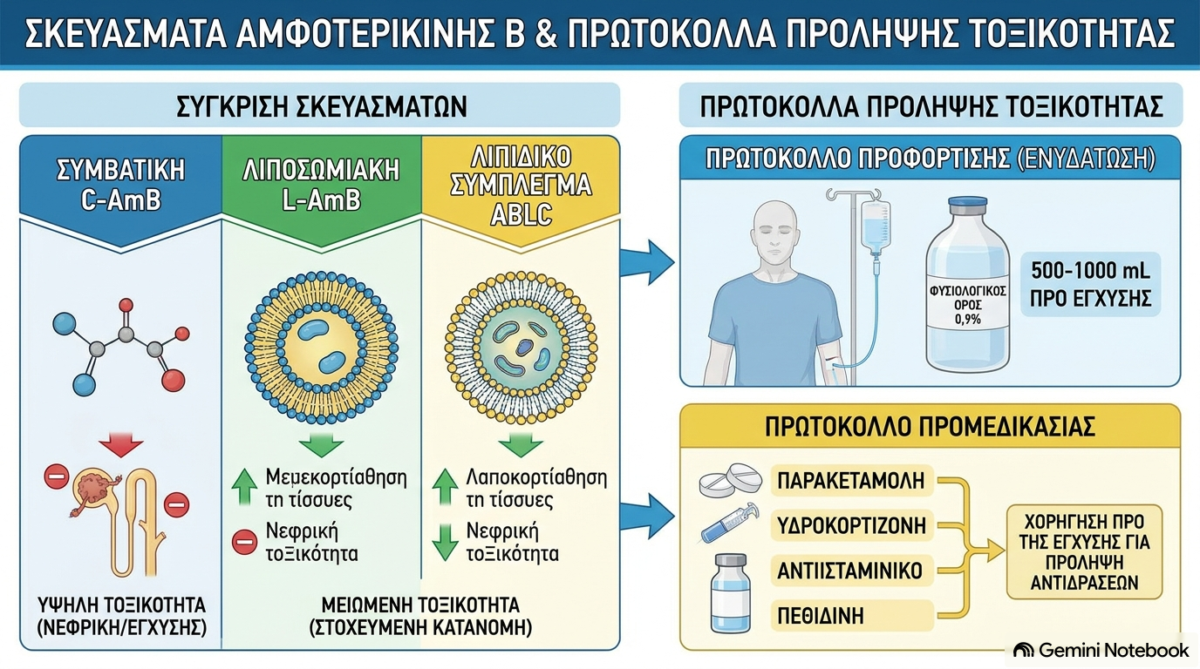 ΣΚΕΥΑΣΜΑΤΑ ΑΜΦΟΤΕΡΙΚΙΝΗΣ Β & ΠΡΩΤΟΚΟΛΛΑ ΠΡΟΛΗΨΗΣ ΤΟΞΙΚΟΤΗΤΑΣ
ΣΥΓΚΡΙΣΗ ΣΚΕΥΑΣΜΑΤΩΝ
ΣΥΜΒΑΤΙΚΗ
C-AmB
ΛΙΠΟΣΩΜΙΑΚΗ
L-AmB
ΛΙΠΙΔΙΚΟ
ΣΥΜΠΛΕΓΜΑ
ABLC
ΥΨΗΛΗ ΤΟΞΙΚΟΤΗΤΑ
(ΝΕΦΡΙΚΗ/ΕΓΧΥΣΗΣ)
Μεμεκορτίαθηση
τη τίσσυες
Νεφρική
τοξικότητα
Λαποκορτίαθηση
τη τίσσυες
Νεφρική
τοξικότητα
ΜΕΙΩΜΕΝΗ ΤΟΞΙΚΟΤΗΤΑ
(ΣΤΟΧΕΥΜΕΝΗ ΚΑΤΑΝΟΜΗ)
ΠΡΩΤΟΚΟΛΛΑ ΠΡΟΛΗΨΗΣ ΤΟΞΙΚΟΤΗΤΑΣ
ΠΡΩΤΟΚΟΛΛΟ ΠΡΟΦΟΡΤΙΣΗΣ (ΕΝΥΔΑΤΩΣΗ)
ΦΥΣΙΟΛΟΓΙΚΟΣ
ΟΡΟΣ
0,9%
500-1000 mL
ΠΡΟ ΕΓΧΥΣΗΣ
ΠΡΩΤΟΚΟΛΛΟ ΠΡΟΜΕΔΙΚΑΣΙΑΣ
ΠΑΡΑΚΕΤΑΜΟΛΗ
ΥΔΡΟΚΟΡΤΙΖΟΝΗ
ΑΝΤΙΙΣΤΑΜΙΝΙΚΟ
ΠΕΘΙΔΙΝΗ
ΧΟΡΗΓΗΣΗ ΠΡΟ
ΤΗΣ ΕΓΧΥΣΗΣ ΓΙΑ
ΠΡΟΛΗΨΗ
ΑΝΤΙΔΡΑΣΕΩΝ
Gemini Notebook